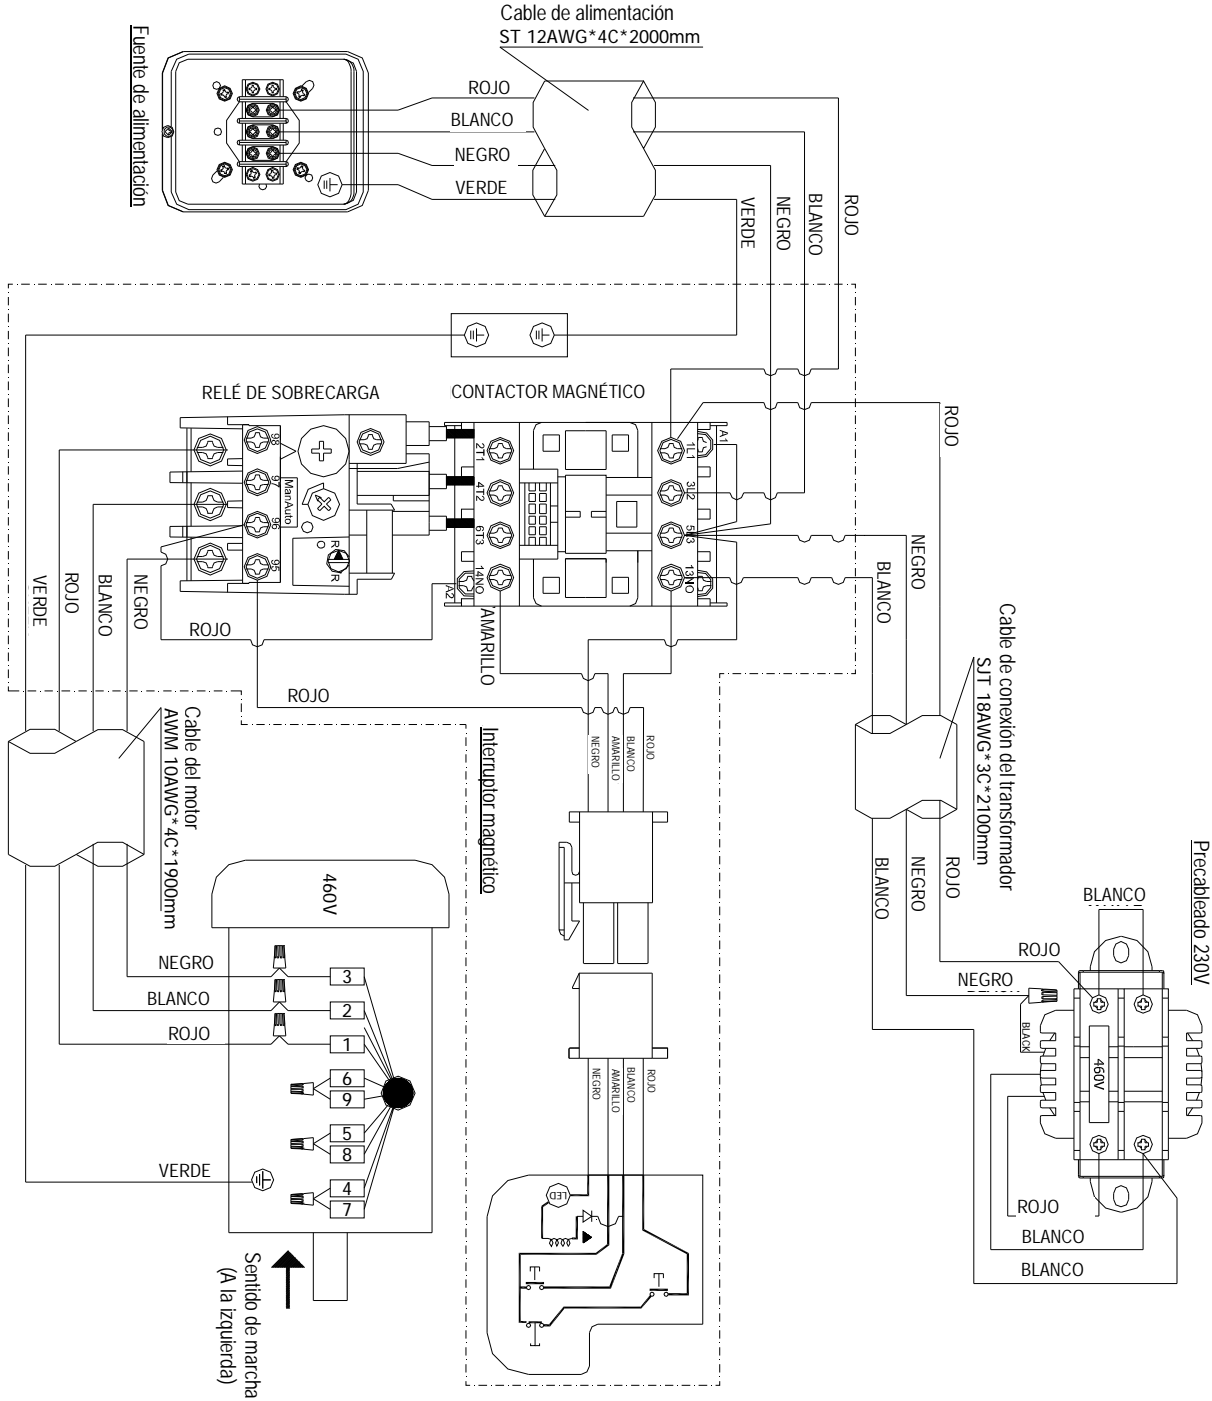 Cable de alimentación
ST 12AWG*4C*2000mm
Fuente de alimentación
ROJO
BLANCO
NEGRO
VERDE
VERDE
NEGRO
BLANCO
ROJO
RELÉ DE SOBRECARGA
CONTACTOR MAGNÉTICO
98
97
96
95
ManAuto
R
R
2T1
4T2
6T3
14NO
A2
1L1
3L2
13NO
A1
ROJO
NEGRO
BLANCO
VERDE
ROJO
BLANCO
NEGRO
ROJO
AMARILLO
ROJO
Cable de conexión del transformador
SJT 18AWG*3C*2100mm
Cable del motor
AWM 10AWG*4C*1900mm
Interruptor magnético
NEGRO
AMARILLO
BLANCO
ROJO
ROJO
NEGRO
BLANCO
Precableado 230V
BLANCO
ROJO
NEGRO
BLACK
460V
ROJO
BLANCO
BLANCO
460V
NEGRO
BLANCO
ROJO
VERDE
3
2
1
6
9
5
8
4
7
NEGRO
AMARILLO
BLANCO
ROJO
LED
Sentido de marcha
(A la izquierda)